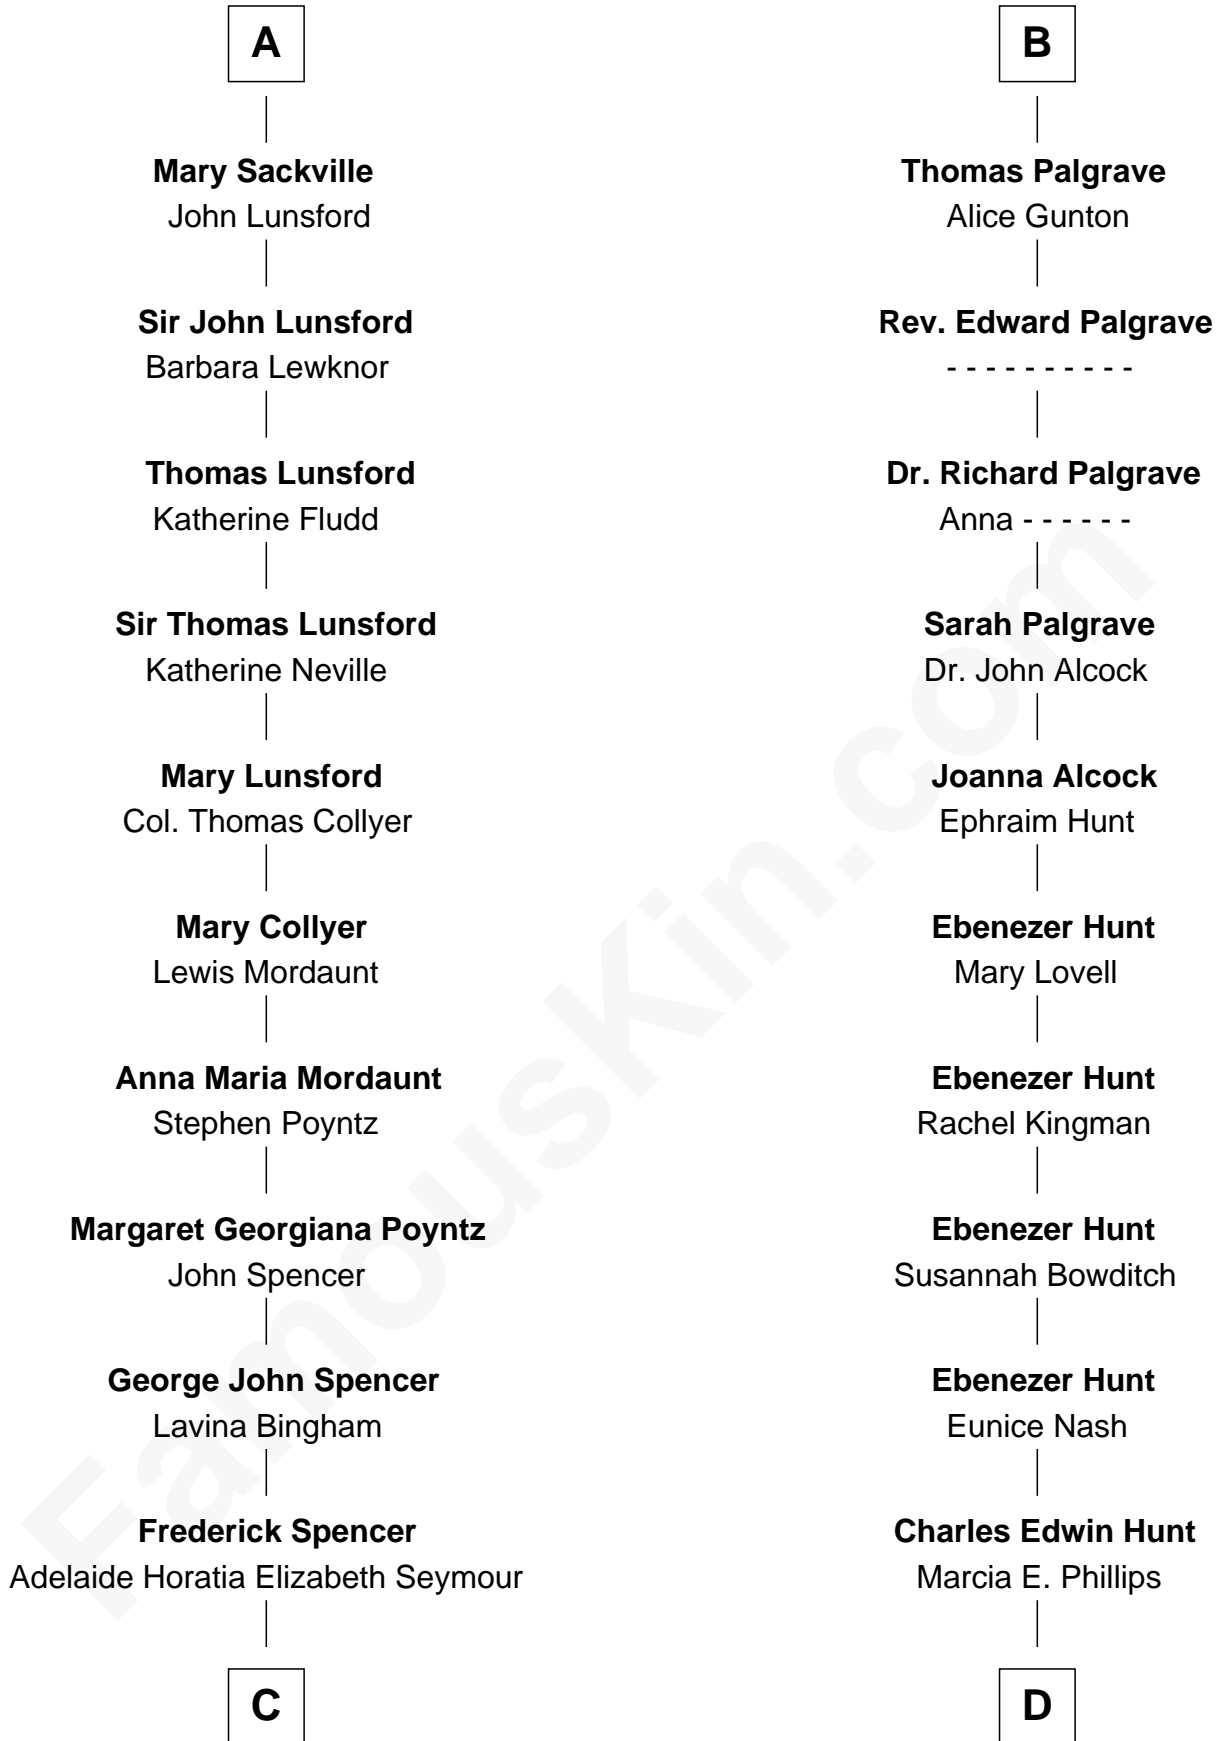 A
Mary Sackville
John Lunsford
Sir John Lunsford
Barbara Lewknor
Thomas Lunsford
Katherine Fludd
Sir Thomas Lunsford
Katherine Neville
Mary Lunsford
Col. Thomas Collyer
Mary Collyer
Lewis Mordaunt
Anna Maria Mordaunt
Stephen Poyntz
Margaret Georgiana Poyntz
John Spencer
George John Spencer
Lavina Bingham
Frederick Spencer
Adelaide Horatia Elizabeth Seymour
C
B
Thomas Palgrave
Alice Gunton
Rev. Edward Palgrave
- - - - - - - - - -
Dr. Richard Palgrave
Anna - - - - - -
Sarah Palgrave
Dr. John Alcock
Joanna Alcock
Ephraim Hunt
Ebenezer Hunt
Mary Lovell
Ebenezer Hunt
Rachel Kingman
Ebenezer Hunt
Susannah Bowditch
Ebenezer Hunt
Eunice Nash
Charles Edwin Hunt
Marcia E. Phillips
D
FamousKin.com